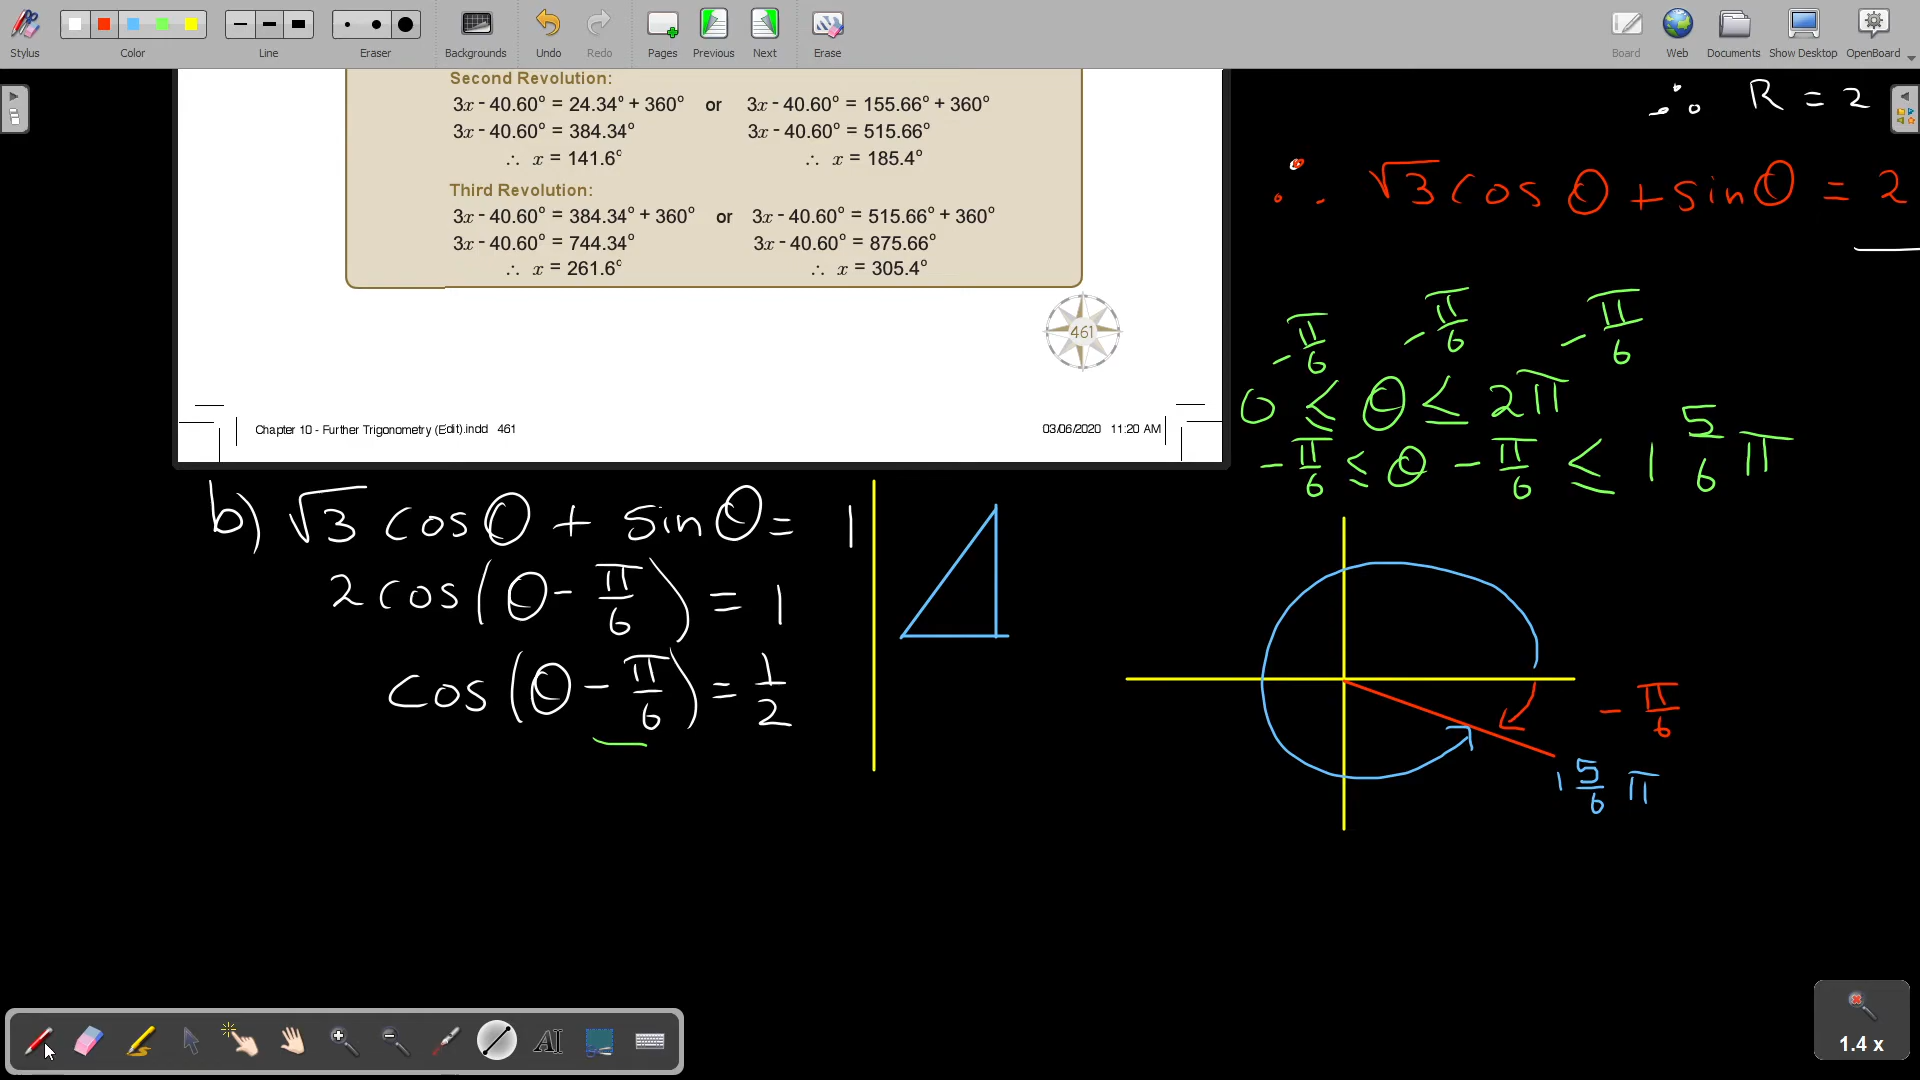 Stylus Color Line Eraser Backgrounds Undo Redo Pages Previous Next Erase Board Web Documents Show Desktop OpenBoard
Second Revolution:
3x - 40.60° = 24.34° + 360° or 3x - 40.60° = 155.66° + 360°
3x - 40.60° = 384.34° 3x - 40.60° = 515.66°
∴ x = 141.6° ∴ x = 185.4°
Third Revolution:
3x - 40.60° = 384.34° + 360° or 3x - 40.60° = 515.66° + 360°
3x - 40.60° = 744.34° 3x - 40.60° = 875.66°
∴ x = 261.6° ∴ x = 305.4°
461
Chapter 10 - Further Trigonometry (Edit).indd 461 03/06/2020 11:20 AM
∴ R = 2
∴ √3 cos θ + sin θ = 2
-π/6 -π/6 -π/6
0 ≤ θ ≤ 2π
-π/6 ≤ θ - π/6 ≤ 1 5/6 π
b) √3 cos θ + sin θ = 1
2 cos (θ - π/6) = 1
cos (θ - π/6) = 1/2
- π/6
1 5/6 π
1.4 x